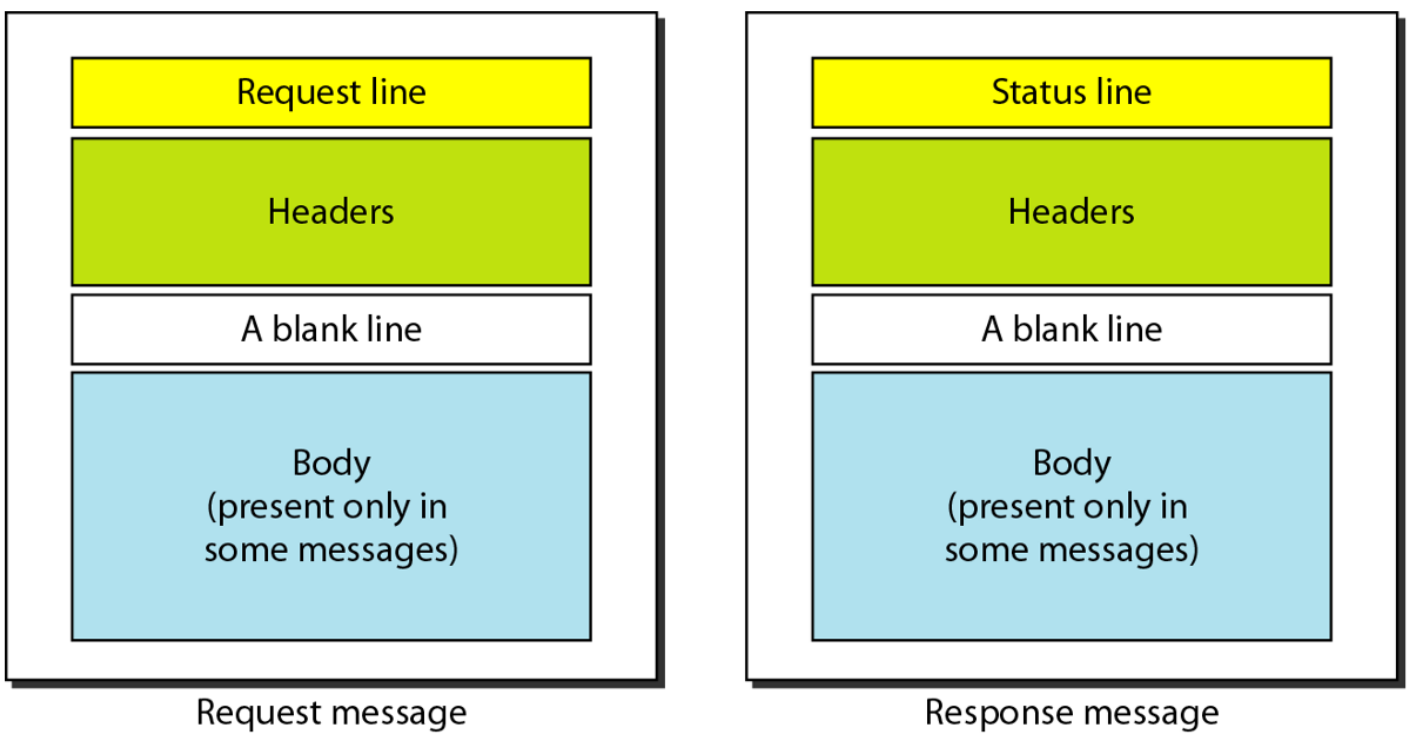 Request line
Headers
A blank line
Body
(present only in
some messages)
Request message
Status line
Headers
A blank line
Body
(present only in
some messages)
Response message